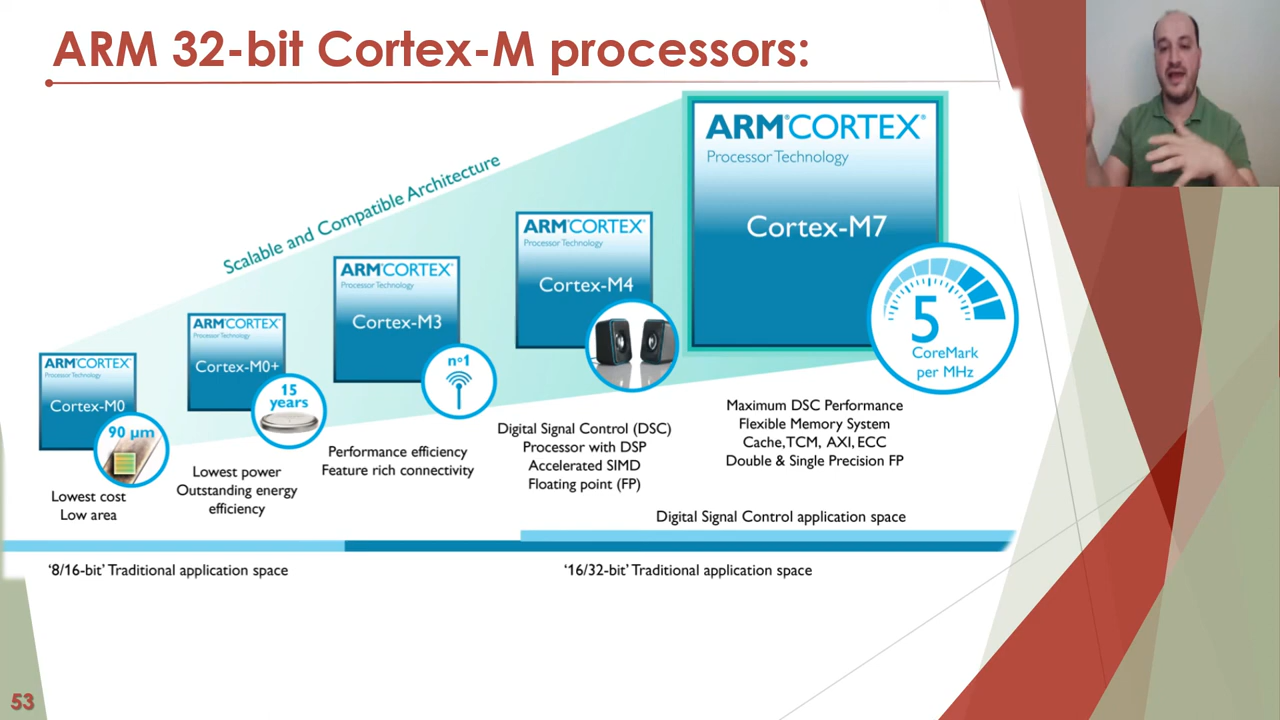 ARM 32-bit Cortex-M processors:
Scalable and Compatible Architecture
ARM®CORTEX®
Processor Technology
Cortex-M0
90 µm
Lowest cost
Low area
ARM®CORTEX®
Processor Technology
Cortex-M0+
15
years
Lowest power
Outstanding energy
efficiency
ARM®CORTEX®
Processor Technology
Cortex-M3
nº1
Performance efficiency
Feature rich connectivity
ARM®CORTEX®
Processor Technology
Cortex-M4
Digital Signal Control (DSC)
Processor with DSP
Accelerated SIMD
Floating point (FP)
ARM®CORTEX®
Processor Technology
Cortex-M7
5
CoreMark
per MHz
Maximum DSC Performance
Flexible Memory System
Cache,TCM, AXI, ECC
Double & Single Precision FP
Digital Signal Control application space
‘8/16-bit’ Traditional application space
‘16/32-bit’ Traditional application space
53